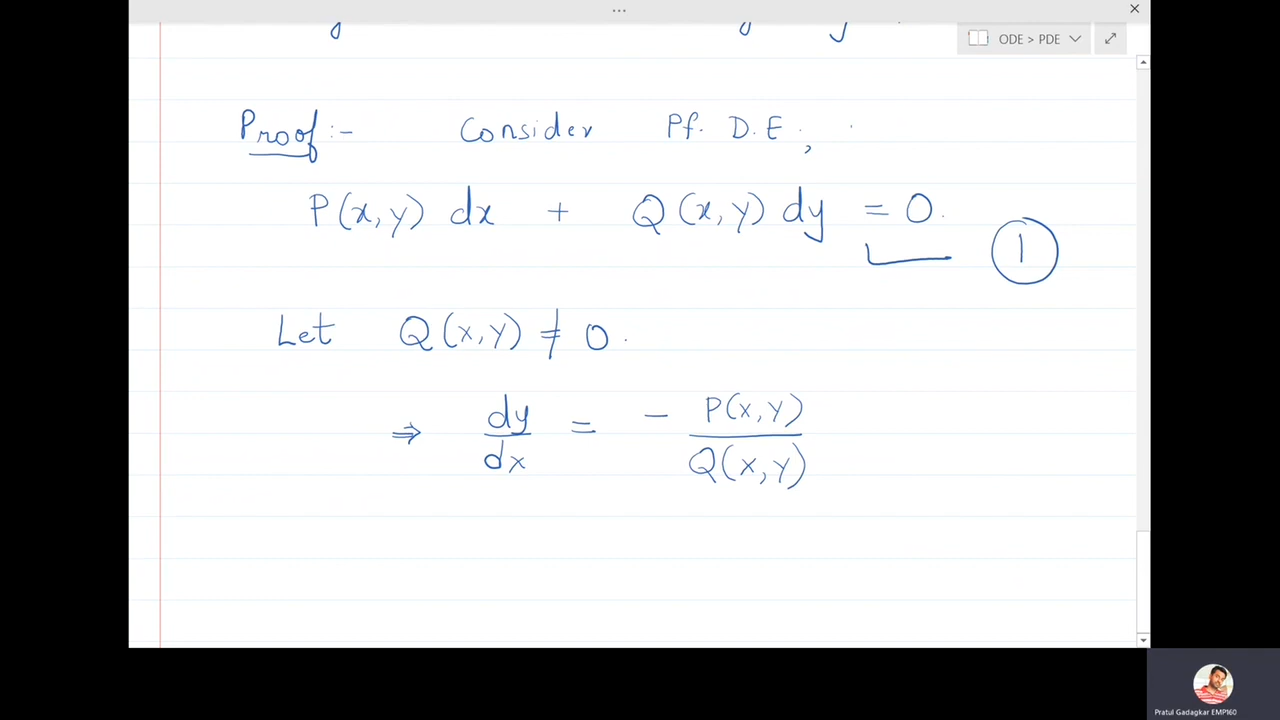 ODE > PDE
Proof :- Consider Pf. D.E ;
P(x,y) dx + Q(x,y) dy = 0. 1
Let Q(x,y) ≠ 0.
⇒ dy/dx = - P(x,y)/Q(x,y)
Pratul Gadagkar EMP160